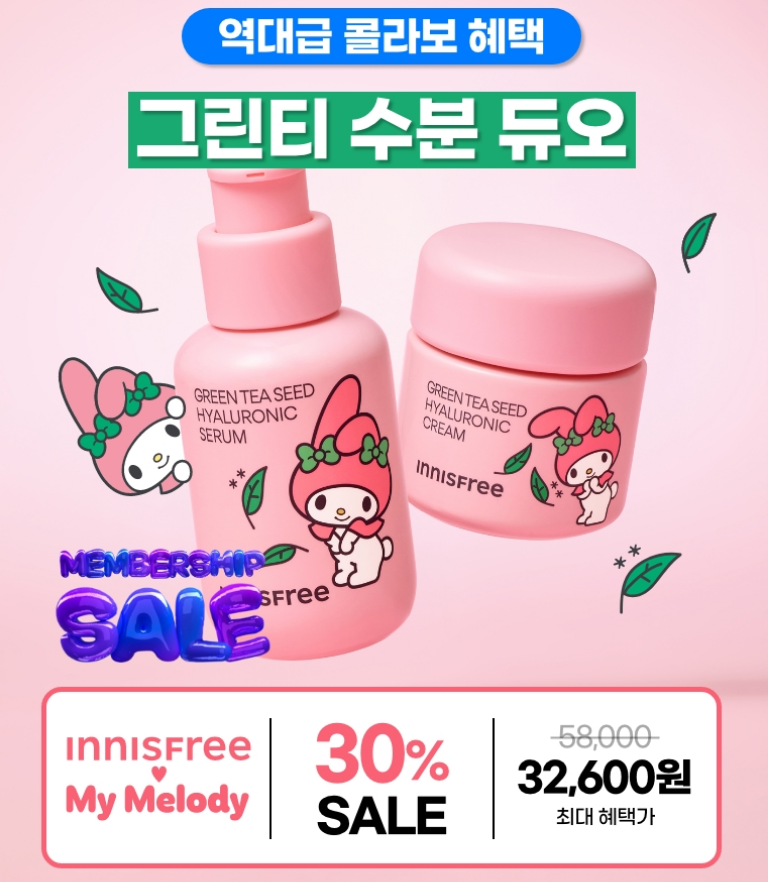 역대급 콜라보 혜택
그린티 수분 듀오
GREEN TEA SEED
HYALURONIC
SERUM
GREEN TEA SEED
HYALURONIC
CREAM
INNISFree
SFree
MEMBERSHIP
SALE
INNISFree
My Melody
30%
SALE
58,000
32,600원
최대 혜택가